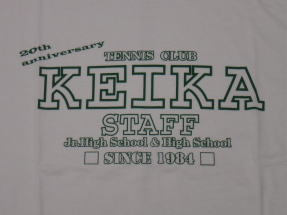 20th
anniversary
TENNIS CLUB
KEIKA
STAFF
Jr.High School & High School
SINCE 1984